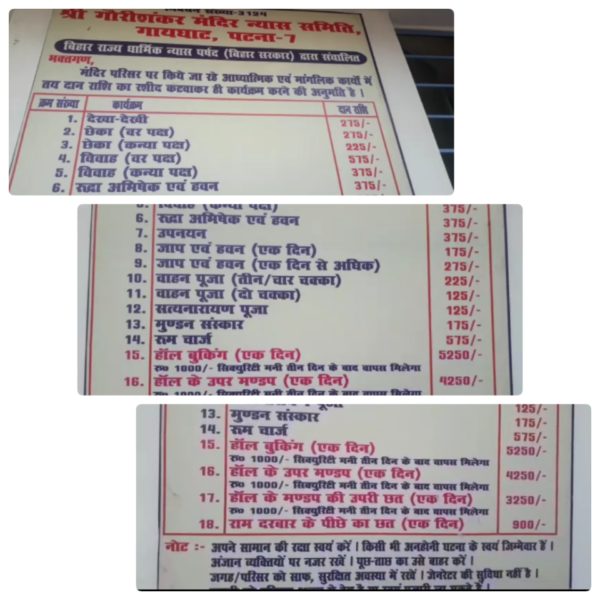 श्री गौरीशंकर मंदिर न्यास समिति,
गायघाट, पटना-7
बिहार राज्य धार्मिक न्यास पर्षद (बिहार सरकार) द्वारा संचालित
भक्तगण,
मंदिर परिसर पर किये जा रहे आध्यात्मिक एवं मांगलिक कार्यो में
तय दान राशि का रशीद कटवाकर ही कार्यक्रम करने की अनुमति है।
क्रम संख्या कार्यक्रम दान राशि
1. देखा-देखी 275/-
2. छेका (वर पक्ष) 275/-
3. छेका (कन्या पक्ष) 225/-
4. विवाह (वर पक्ष) 575/-
5. विवाह (कन्या पक्ष) 375/-
6. रूद्रा अभिषेक एवं हवन 375/-
5. विवाह (कन्या पक्ष) 375/-
6. रूद्रा अभिषेक एवं हवन 375/-
7. उपनयन 375/-
8. जाप एवं हवन (एक दिन) 175/-
9. जाप एवं हवन (एक दिन से अधिक) 275/-
10. वाहन पूजा (तीन/चार चक्का) 225/-
11. वाहन पूजा (दो चक्का) 125/-
12. सत्यनारायण पूजा 125/-
13. मुण्डन संस्कार 175/-
14. रूम चार्ज 575/-
15. हॉल बुकिंग (एक दिन) 5250/-
रू० 1000/- सिक्युरिटी मनी तीन दिन के बाद वापस मिलेगा
16. हॉल के उपर मण्डप (एक दिन) 4250/-
पूजा 125/-
13. मुण्डन संस्कार 175/-
14. रूम चार्ज 575/-
15. हॉल बुकिंग (एक दिन) 5250/-
रू० 1000/- सिक्युरिटी मनी तीन दिन के बाद वापस मिलेगा
16. हॉल के उपर मण्डप (एक दिन) 4250/-
रू० 1000/- सिक्युरिटी मनी तीन दिन के बाद वापस मिलेगा
17. हॉल के मण्डप की उपरी छत (एक दिन) 3250/-
रू० 1000/- सिक्युरिटी मनी तीन दिन के बाद वापस मिलेगा
18. राम दरबार के पीछे का छत (एक दिन) 900/-
नोट :- अपने सामान की रक्षा स्वयं करें। किसी भी अनहोनी घटना के स्वयं जिम्मेवार हैं।
अंजान व्यक्तियों पर नजर रखें। पूछ-ताछ का उसे बाहर करें।
जगह/परिसर को साफ, सुरक्षित अवस्था में रखें। जेनरेटर की सुविधा नहीं है।